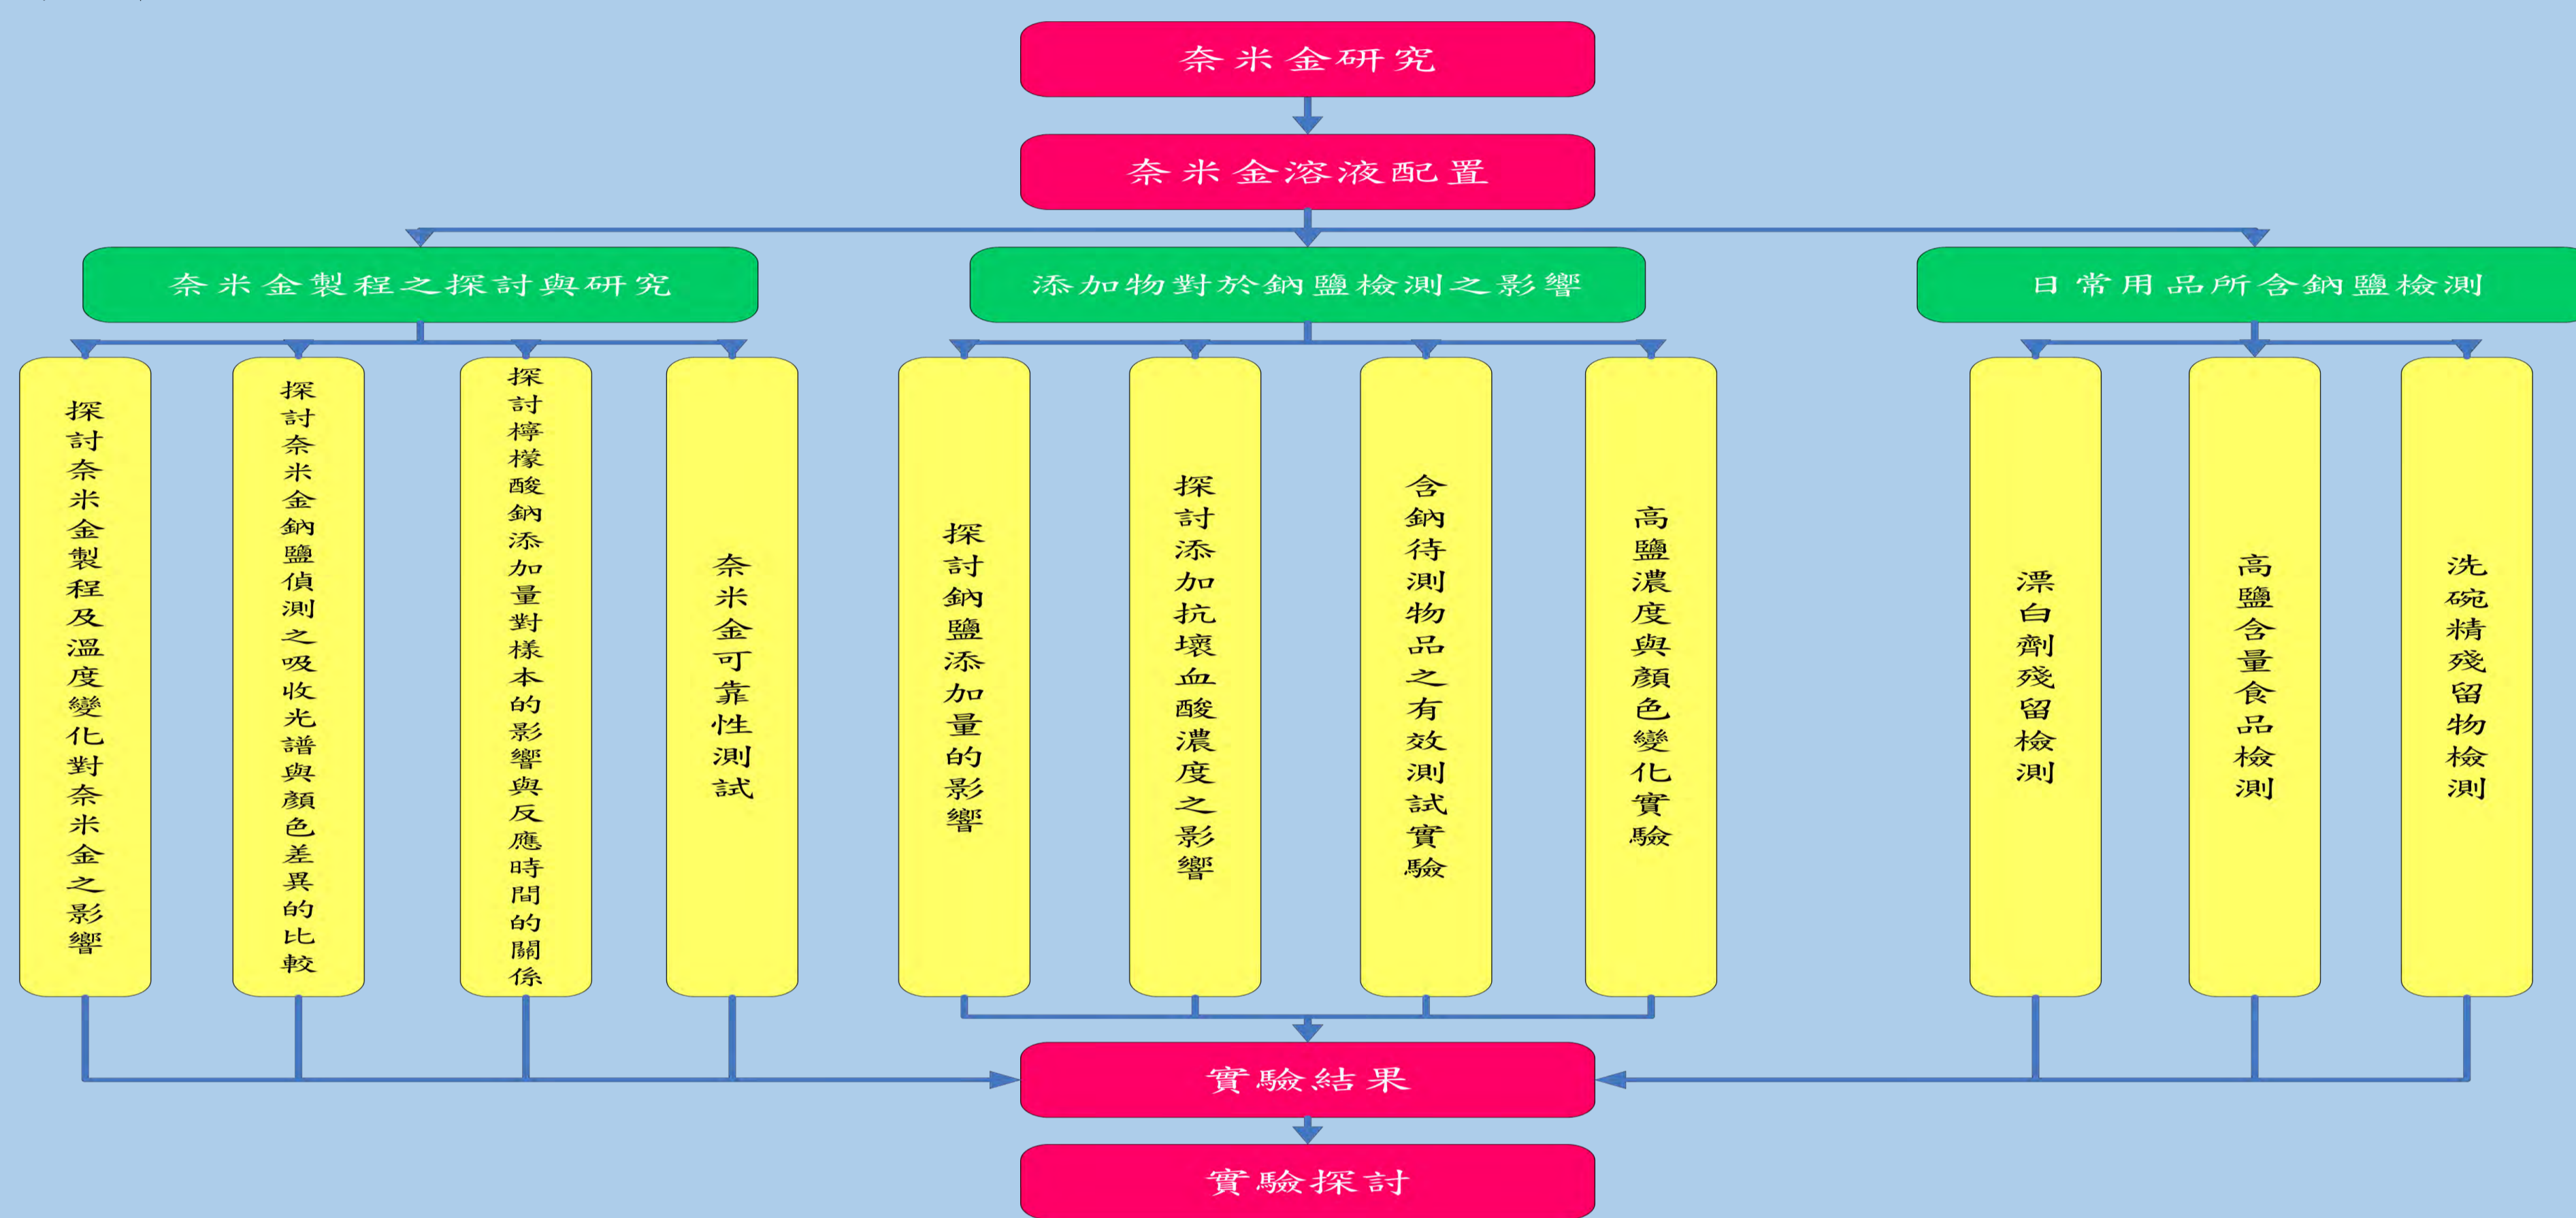 奈米金研究
奈米金溶液配置
奈米金製程之探討與研究
添加物對於鈉鹽檢測之影響
日常用品所含鈉鹽檢測
探討奈米金製程及溫度變化對奈米金之影響
探討奈米金鈉鹽偵測之吸收光譜與顏色差異的比較
探討檸檬酸鈉添加量對樣本的影響與反應時間的關係
奈米金可靠性測試
探討鈉鹽添加量的影響
探討添加抗壞血酸濃度之影響
含鈉待測物品之有效測試實驗
高鹽濃度與顏色變化實驗
漂白劑殘留檢測
高鹽含量食品檢測
洗碗精殘留物檢測
實驗結果
實驗探討